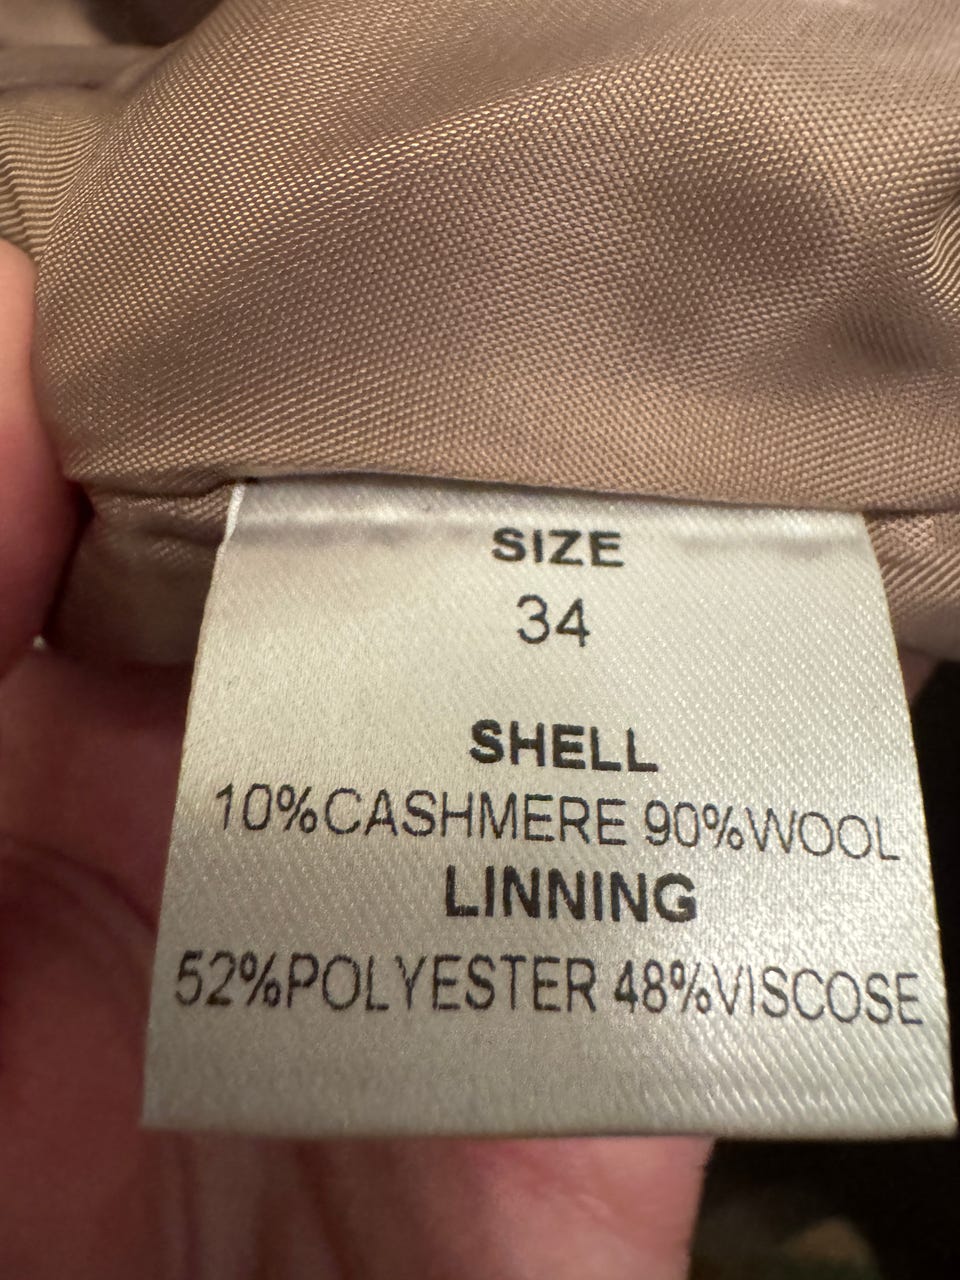 SIZE
34
SHELL
10%CASHMERE 90%WOOL
LINNING
52%POLYESTER 48%VISCOSE